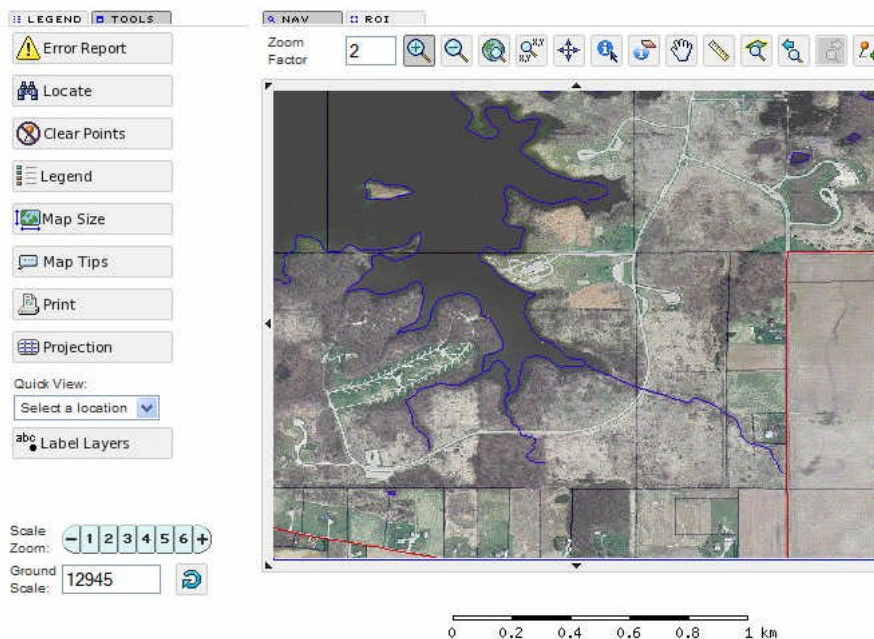 LEGEND TOOLS
NAV ROI
Error Report
Locate
Clear Points
Legend
Map Size
Map Tips
Print
Projection
Quick View:
Select a location
abc Label Layers
Scale Zoom: − 1 2 3 4 5 6 +
Ground Scale: 12945
Zoom Factor 2
X,Y
X,Y
0 0.2 0.4 0.6 0.8 1 km